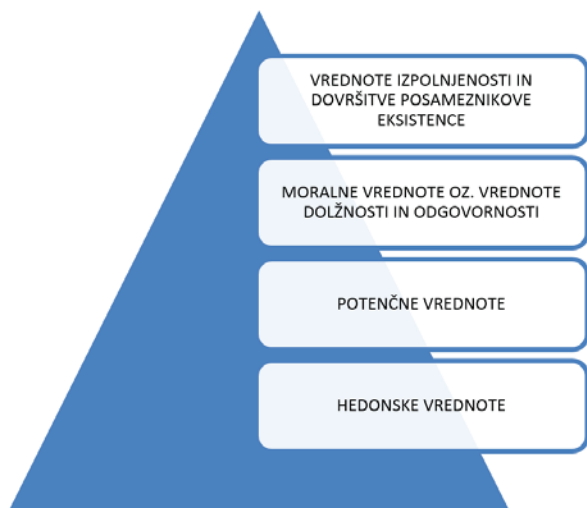 VREDNOTE IZPOLNJENOSTI IN
DOVRŠITVE POSAMEZNIKOVE
EKSISTENCE
MORALNE VREDNOTE OZ. VREDNOTE
DOLŽNOSTI IN ODGOVORNOSTI
POTENČNE VREDNOTE
HEDONSKE VREDNOTE